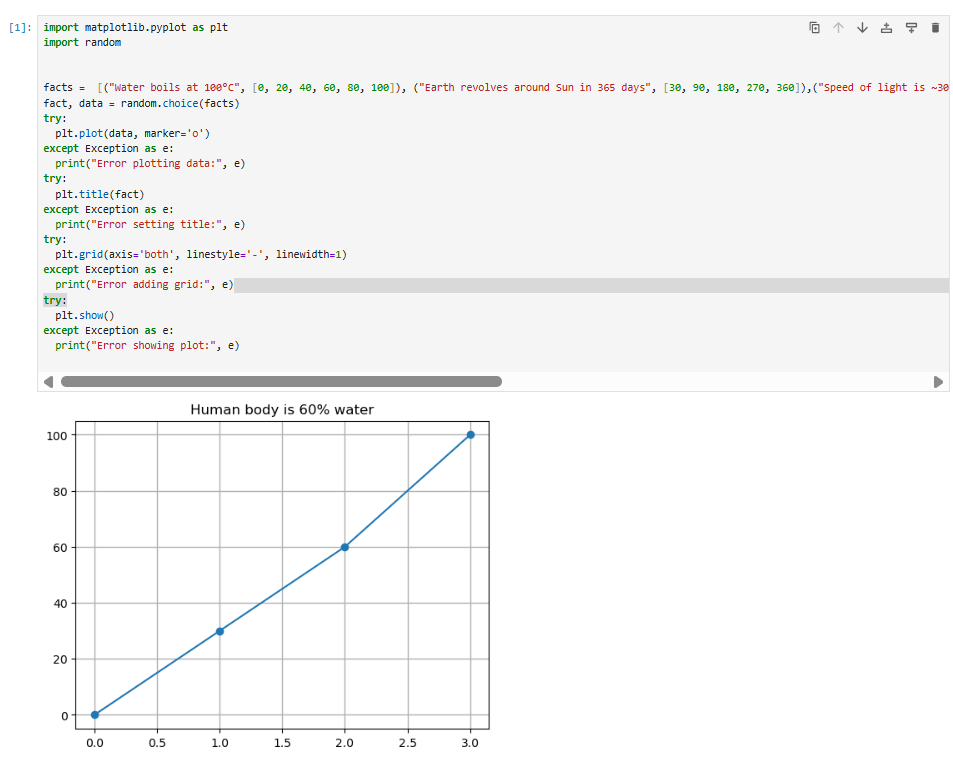 [1]: import matplotlib.pyplot as plt
import random
facts =  [("Water boils at 100°C", [0, 20, 40, 60, 80, 100]), ("Earth revolves around Sun in 365 days", [30, 90, 180, 270, 360]),("Speed of light is ~30
fact, data = random.choice(facts)
try:
  plt.plot(data, marker='o')
except Exception as e:
  print("Error plotting data:", e)
try:
  plt.title(fact)
except Exception as e:
  print("Error setting title:", e)
try:
  plt.grid(axis='both', linestyle='-', linewidth=1)
except Exception as e:
  print("Error adding grid:", e)
try:
  plt.show()
except Exception as e:
  print("Error showing plot:", e)
Human body is 60% water
100
80
60
40
20
0
0.0 0.5 1.0 1.5 2.0 2.5 3.0